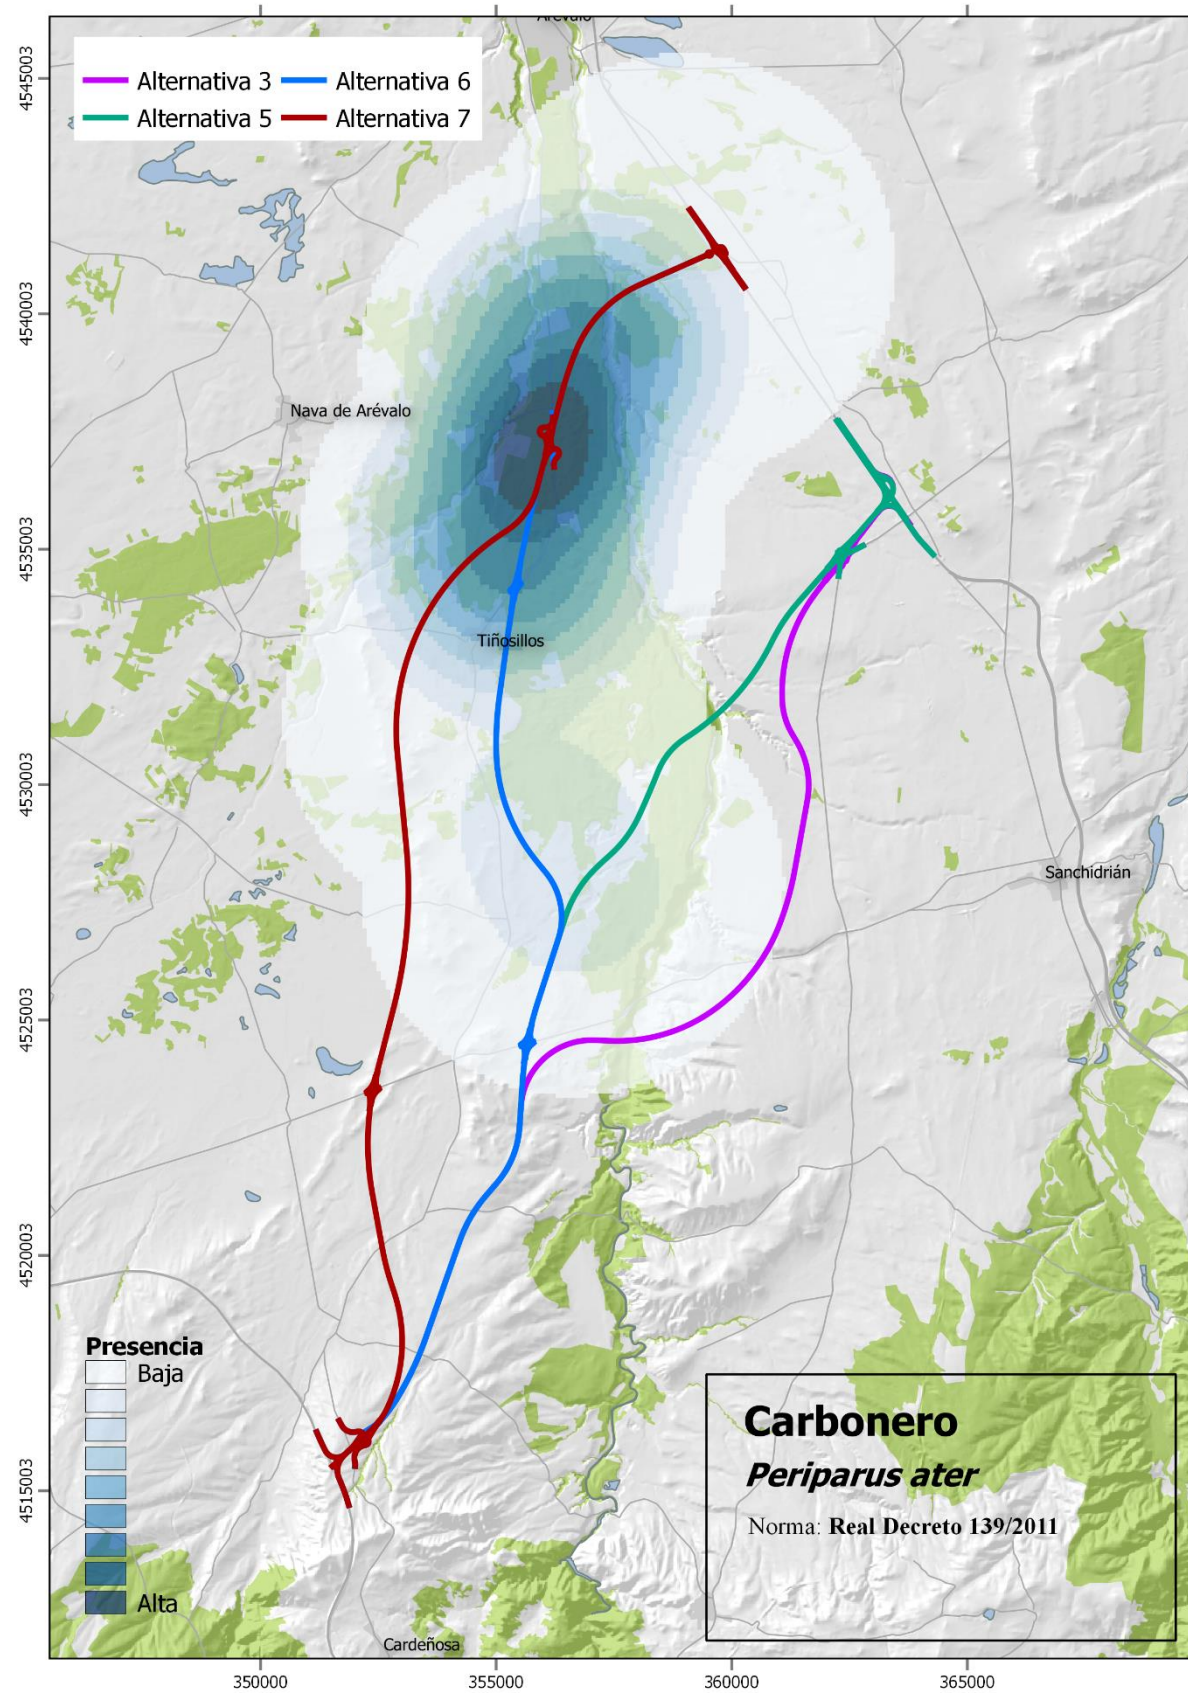 Arévalo
Alternativa 3
Alternativa 6
Alternativa 5
Alternativa 7
4545003
4540003
4535003
4530003
4525003
4520003
4515003
Nava de Arévalo
Tiñosillos
Sanchidrián
Cardeñosa
Presencia
Baja
Alta
Carbonero
Periparus ater
Norma: Real Decreto 139/2011
350000
355000
360000
365000